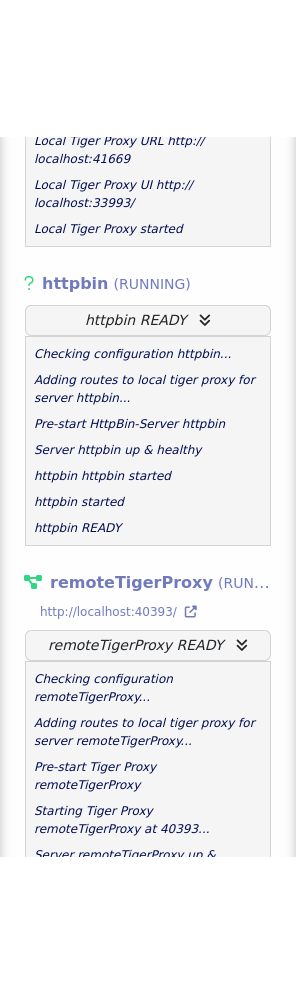 Local Tiger Proxy URL http://
localhost:41669
Local Tiger Proxy UI http://
localhost:33993/
Local Tiger Proxy started
httpbin (RUNNING)
httpbin READY
Checking configuration httpbin...
Adding routes to local tiger proxy for
server httpbin...
Pre-start HttpBin-Server httpbin
Server httpbin up & healthy
httpbin httpbin started
httpbin started
httpbin READY
remoteTigerProxy (RUN...
http://localhost:40393/
remoteTigerProxy READY
Checking configuration
remoteTigerProxy...
Adding routes to local tiger proxy for
server remoteTigerProxy...
Pre-start Tiger Proxy
remoteTigerProxy
Starting Tiger Proxy
remoteTigerProxy at 40393...
Server remoteTigerProxy up &